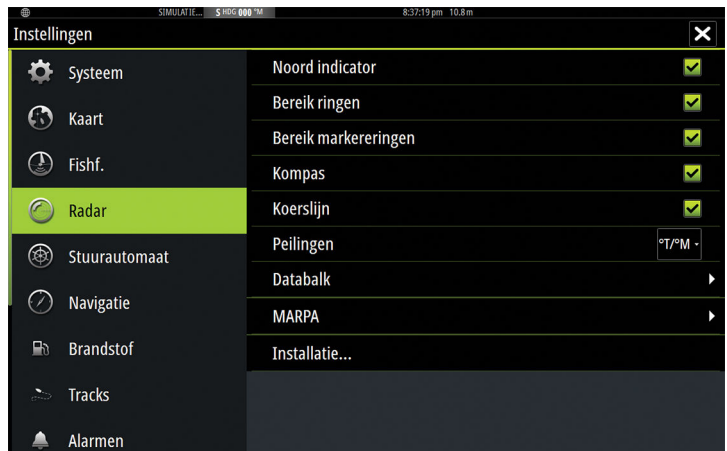 SIMULATIE... S HDG 000 °M 8:37:19 pm 10.8 m
Instellingen
Systeem
Kaart
Fishf.
Radar
Stuurautomaat
Navigatie
Brandstof
Tracks
Alarmen
Noord indicator
Bereik ringen
Bereik markereringen
Kompas
Koerslijn
Peilingen °T/°M
Databalk
MARPA
Installatie...